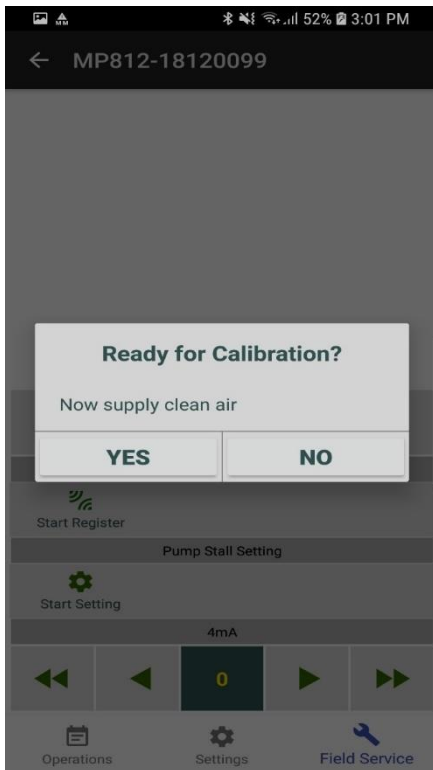 52% 3:01 PM
MP812-18120099
Ready for Calibration?
Now supply clean air
YES NO
Start Register
Pump Stall Setting
Start Setting
4mA
0
Operations Settings Field Service